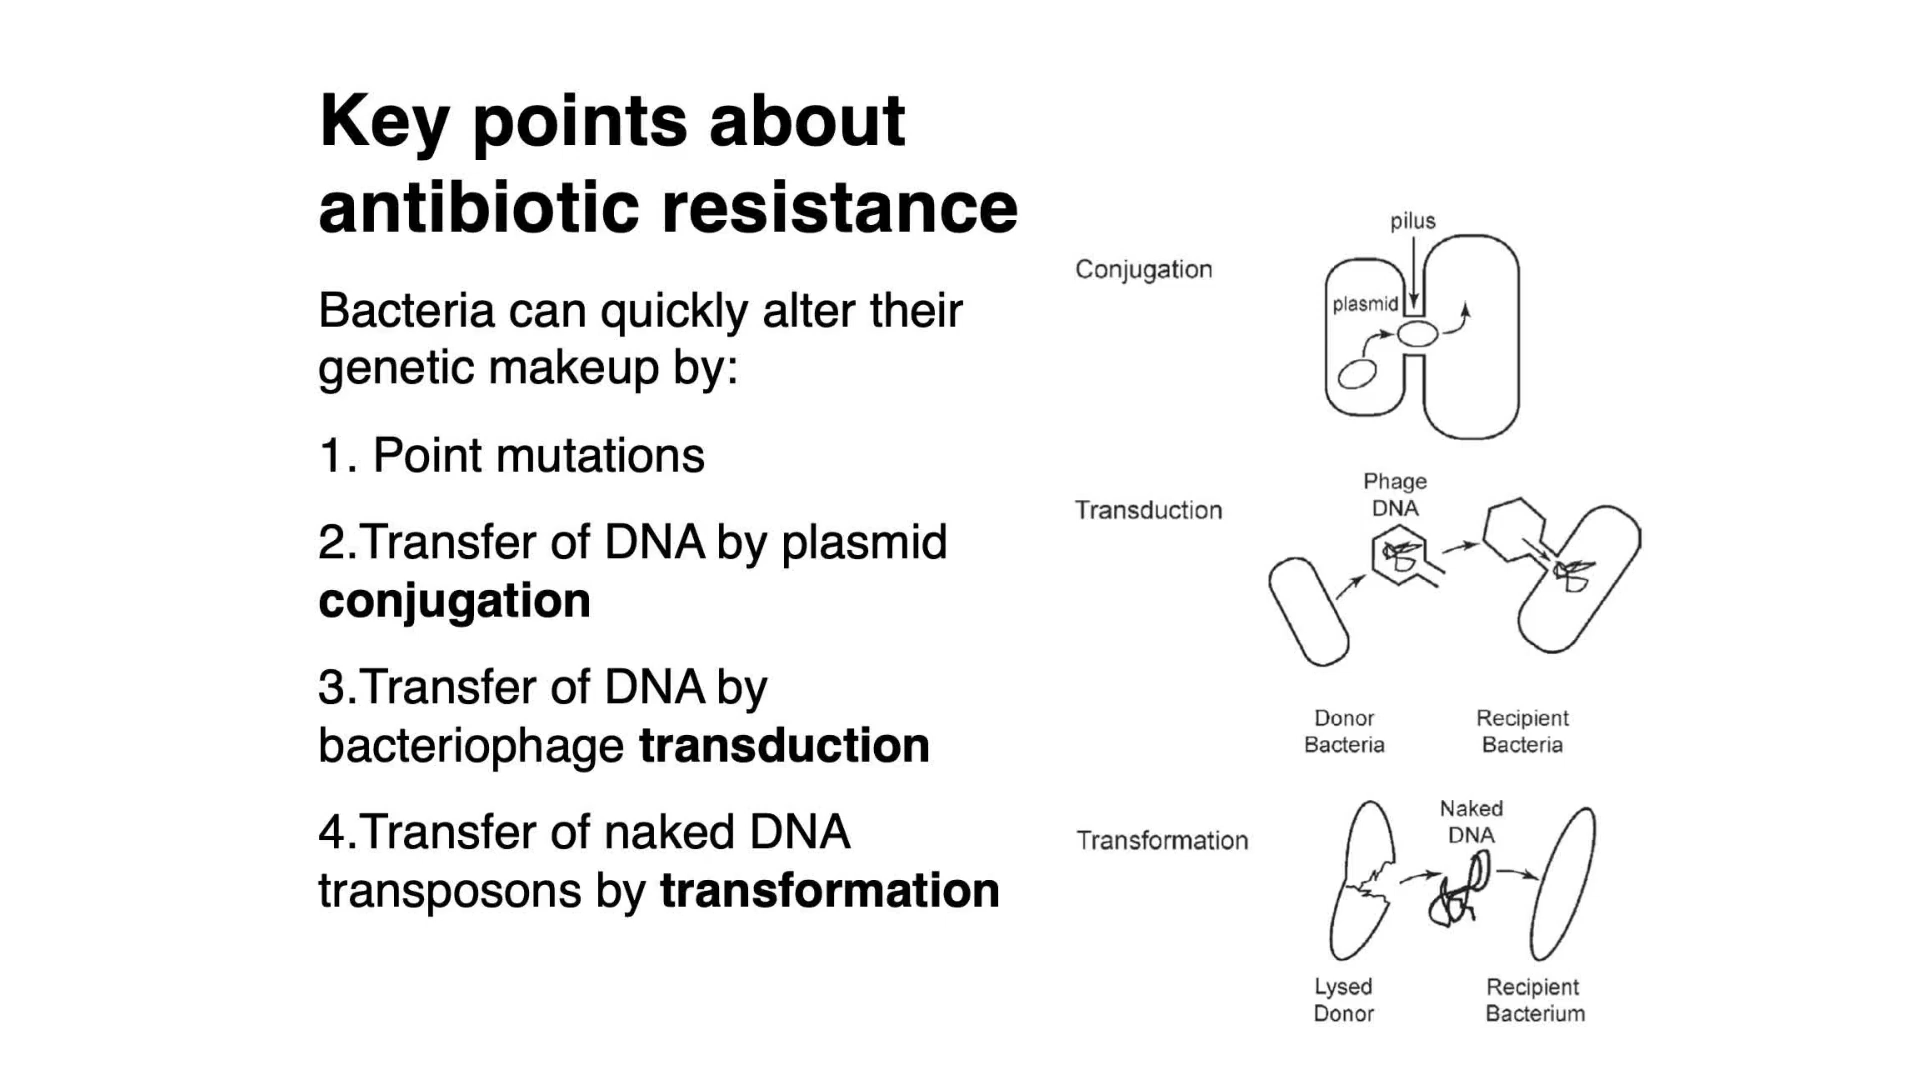 Key points about
antibiotic resistance
Bacteria can quickly alter their
genetic makeup by:
1. Point mutations
2.Transfer of DNA by plasmid
conjugation
3.Transfer of DNA by
bacteriophage transduction
4.Transfer of naked DNA
transposons by transformation
pilus
Conjugation
plasmid
Phage
DNA
Transduction
Donor
Bacteria
Recipient
Bacteria
Naked
DNA
Transformation
Lysed
Donor
Recipient
Bacterium